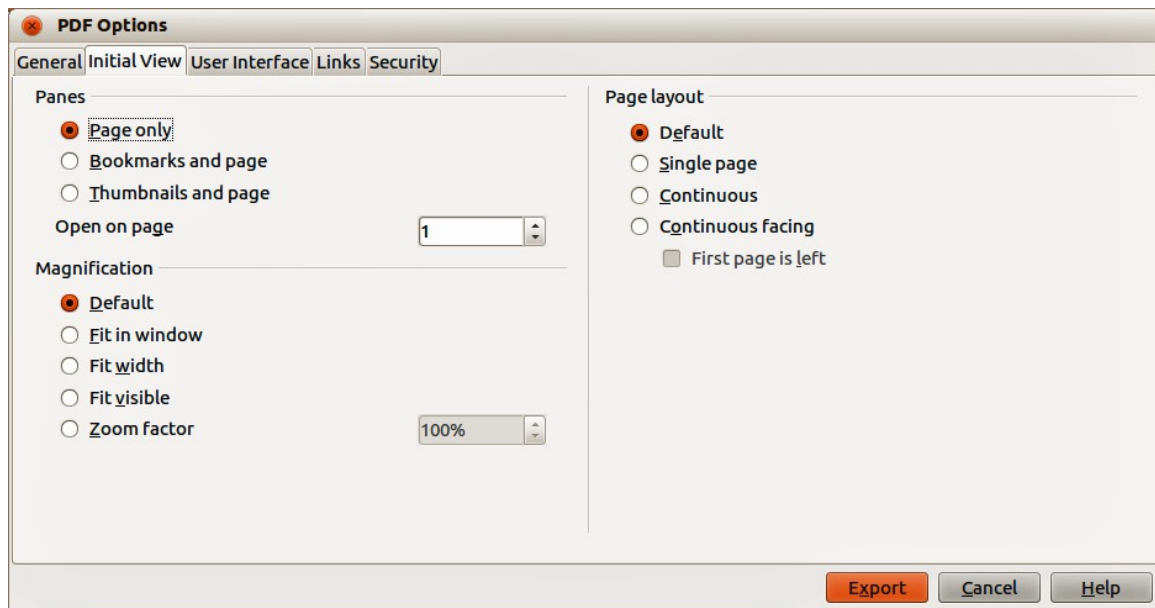 PDF Options
General Initial View User Interface Links Security
Panes
Page only
Bookmarks and page
Thumbnails and page
Open on page 1
Magnification
Default
Fit in window
Fit width
Fit visible
Zoom factor 100%
Page layout
Default
Single page
Continuous
Continuous facing
First page is left
Export Cancel Help